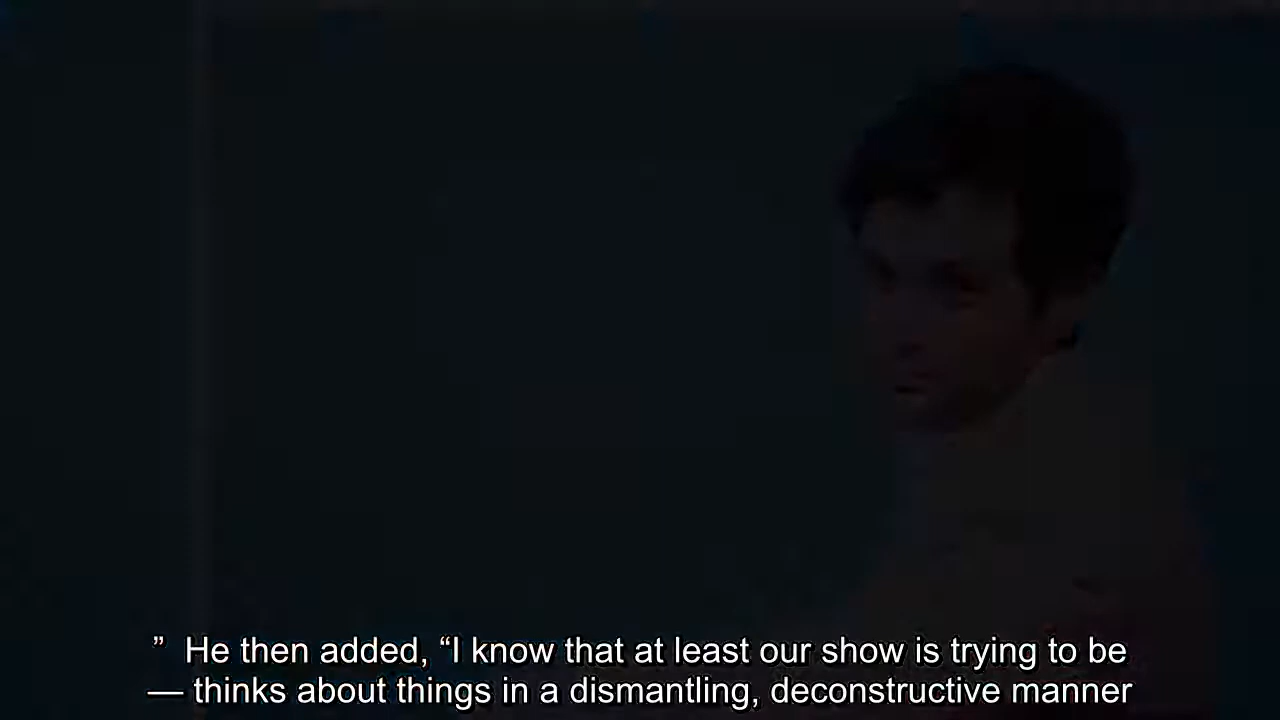 ”  He then added, “I know that at least our show is trying to be
— thinks about things in a dismantling, deconstructive manner